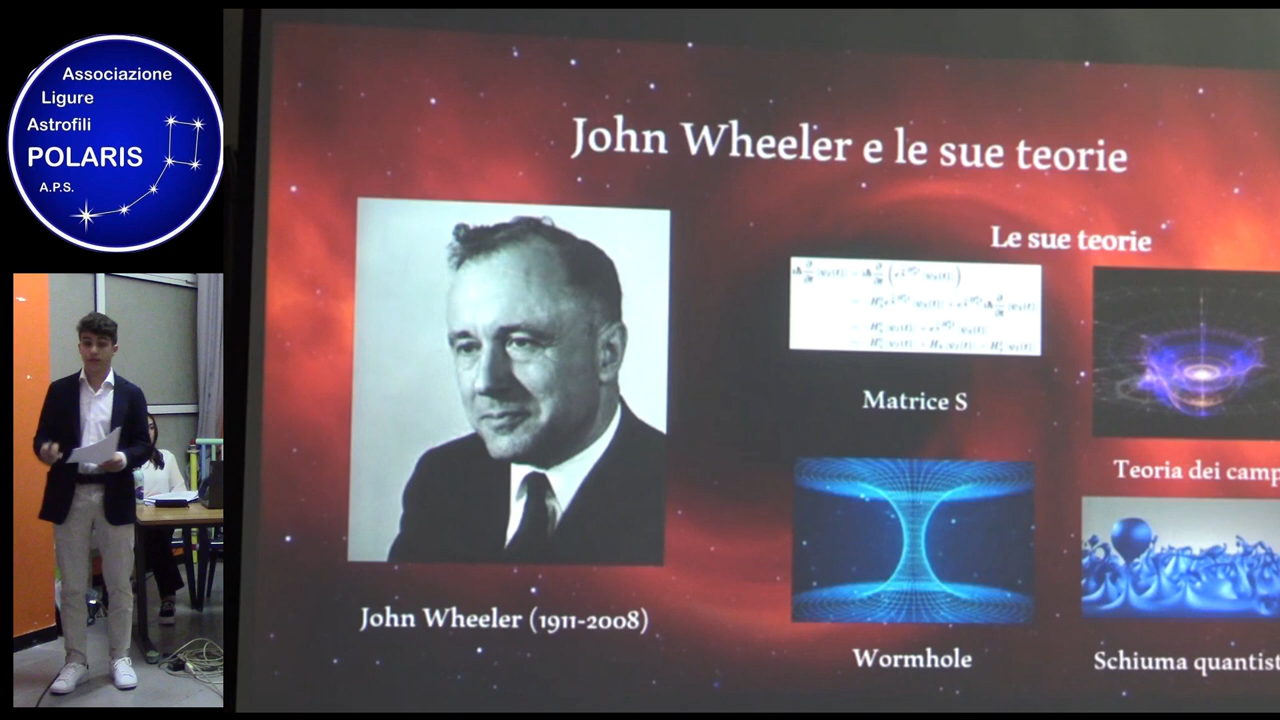 Associazione
Ligure
Astrofili
POLARIS
A.P.S.
John Wheeler e le sue teorie
Le sue teorie
Matrice S
Teoria dei camp
John Wheeler (1911-2008)
Wormhole
Schiuma quantist